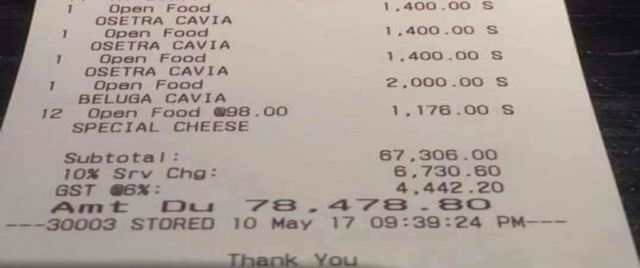 1 Open Food 1,400.00 S
OSETRA CAVIA
1 Open Food 1,400.00 S
OSETRA CAVIA
1 Open Food 1,400.00 S
OSETRA CAVIA
1 Open Food 2,000.00 S
BELUGA CAVIA
12 Open Food @98.00 1,176.00 S
SPECIAL CHEESE
Subtotal: 67,306.00
10% Srv Chg: 6,730.60
GST @6%: 4,442.20
Amt Du 78,478.80
---30003 STORED 10 May 17 09:39:24 PM---
Thank You